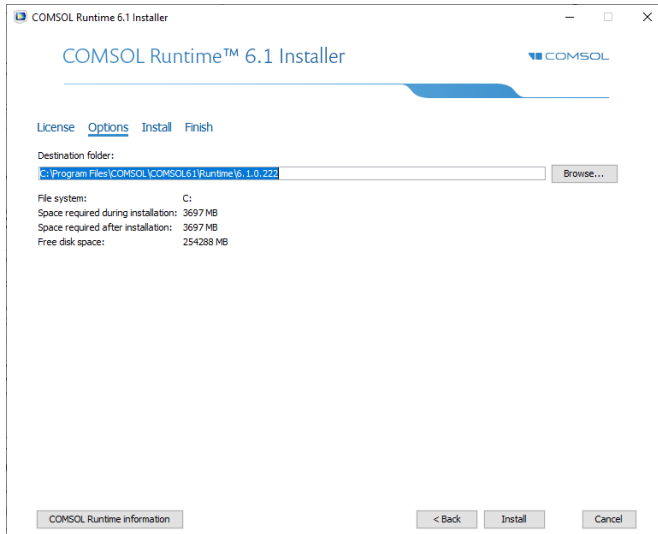 COMSOL Runtime 6.1 Installer
COMSOL Runtime™ 6.1 Installer
COMSOL
License Options Install Finish
Destination folder:
C:\Program Files\COMSOL\COMSOL61\Runtime\6.1.0.222
Browse...
File system: C:
Space required during installation: 3697 MB
Space required after installation: 3697 MB
Free disk space: 254288 MB
COMSOL Runtime information
< Back
Install
Cancel